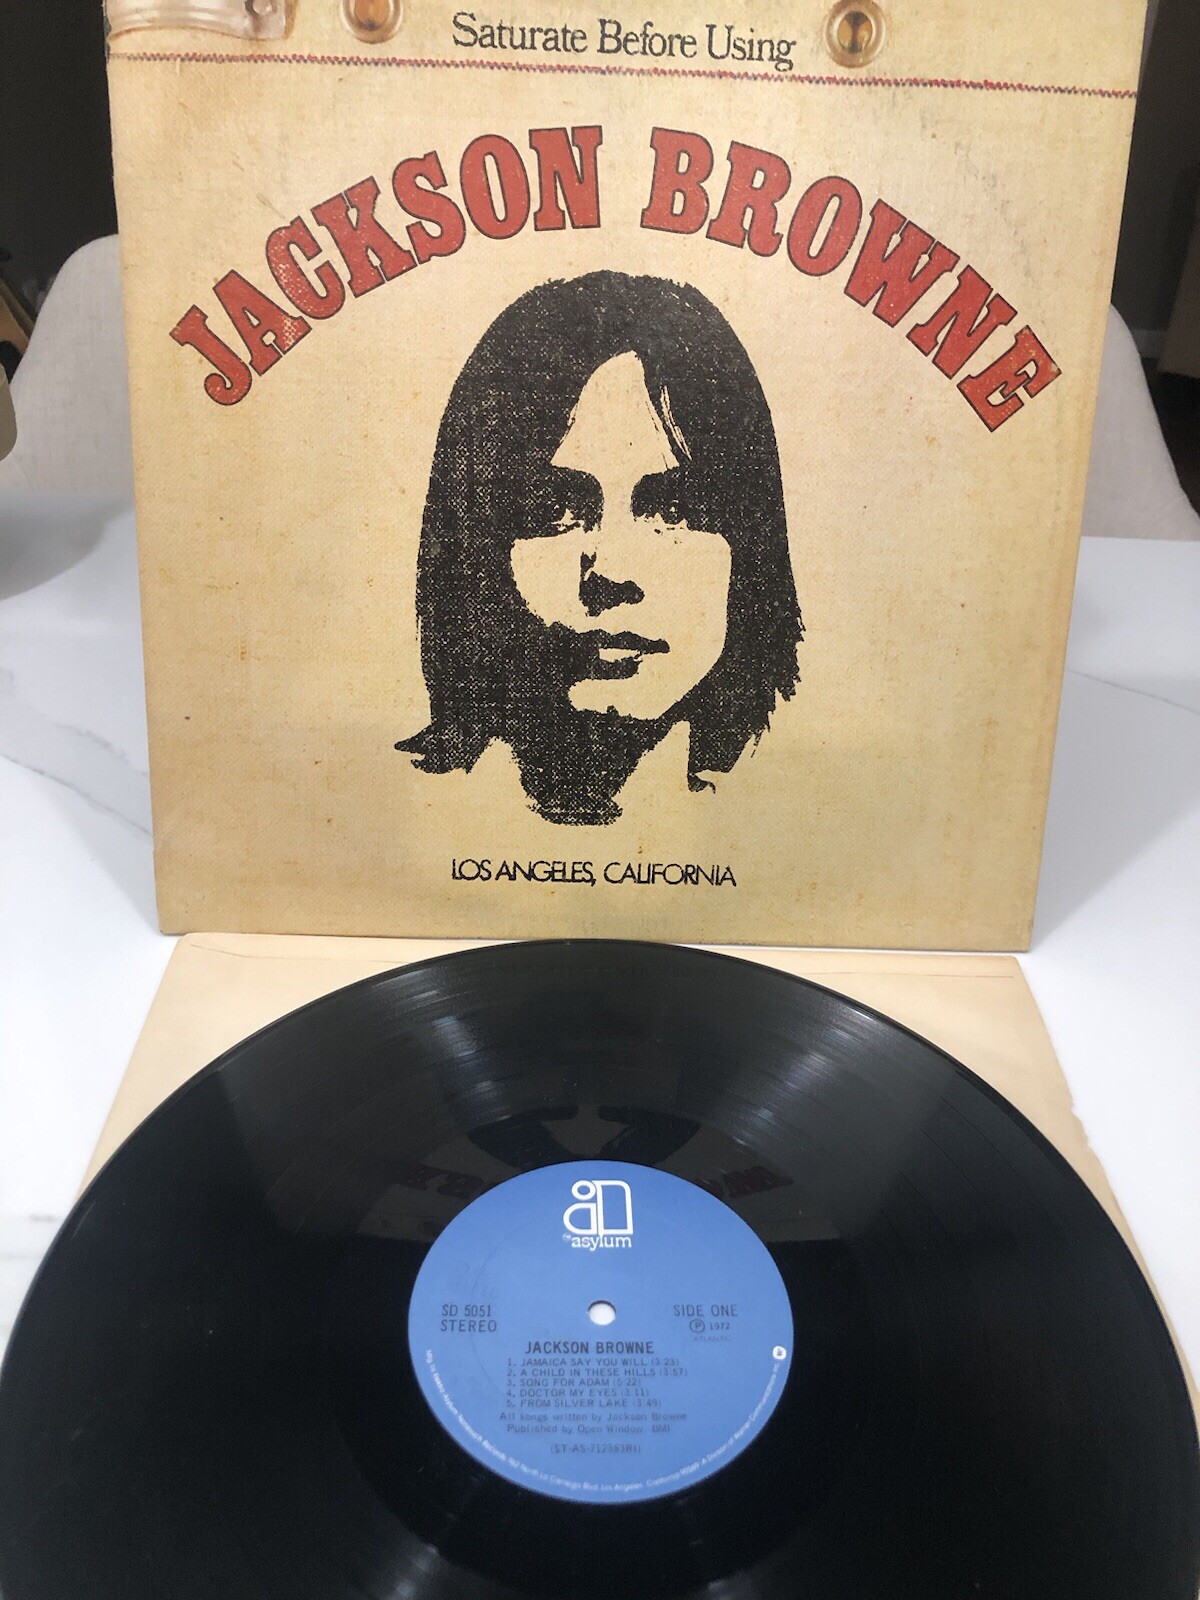 Saturate Before Using
JACKSON BROWNE
LOS ANGELES, CALIFORNIA
asylum
SD 5051
STEREO
SIDE ONE
Ⓟ 1972
ATLANTIC
JACKSON BROWNE
1. JAMAICA SAY YOU WILL (3:23)
2. A CHILD IN THESE HILLS (3:57)
3. SONG FOR ADAM (5:22)
4. DOCTOR MY EYES (3:11)
5. FROM SILVER LAKE (3:49)
All songs written by Jackson Browne
Published by Open Window, BMI